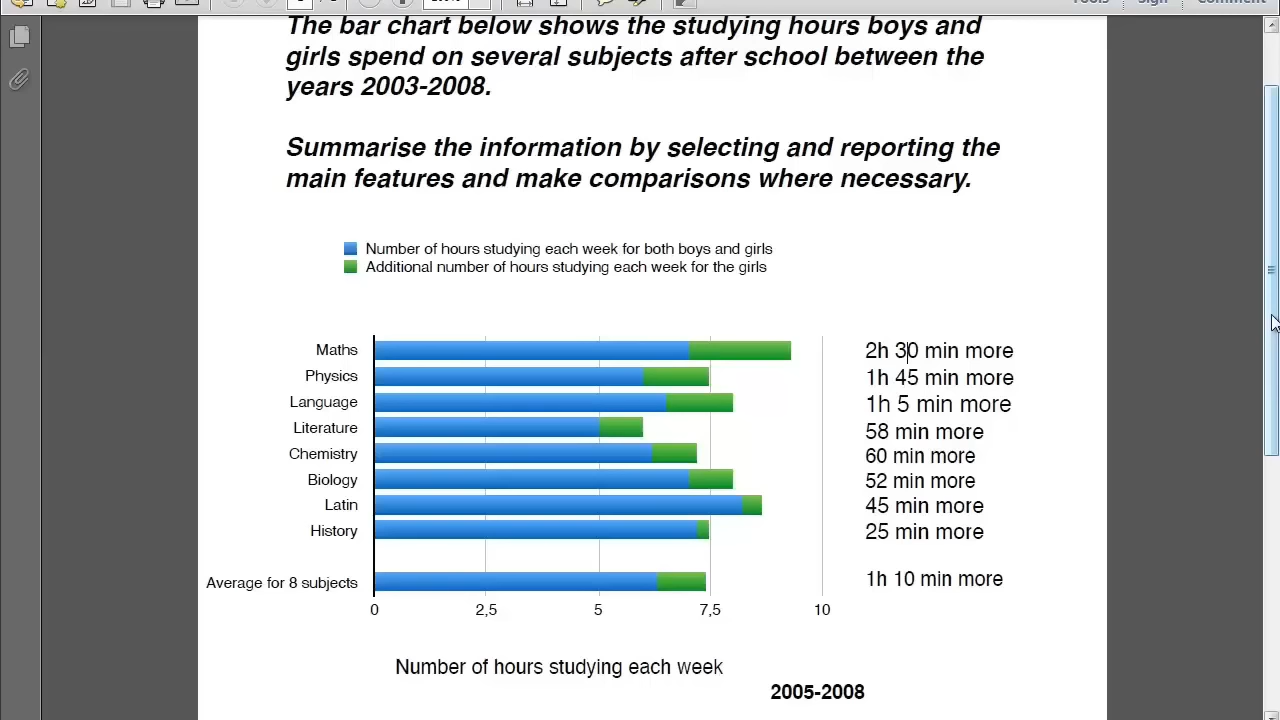 Tools
Sign
Comment
The bar chart below shows the studying hours boys and
girls spend on several subjects after school between the
years 2003-2008.
Summarise the information by selecting and reporting the
main features and make comparisons where necessary.
Number of hours studying each week for both boys and girls
Additional number of hours studying each week for the girls
Maths 2h 30 min more
Physics 1h 45 min more
Language 1h 5 min more
Literature 58 min more
Chemistry 60 min more
Biology 52 min more
Latin 45 min more
History 25 min more
Average for 8 subjects 1h 10 min more
0 2,5 5 7,5 10
Number of hours studying each week
2005-2008